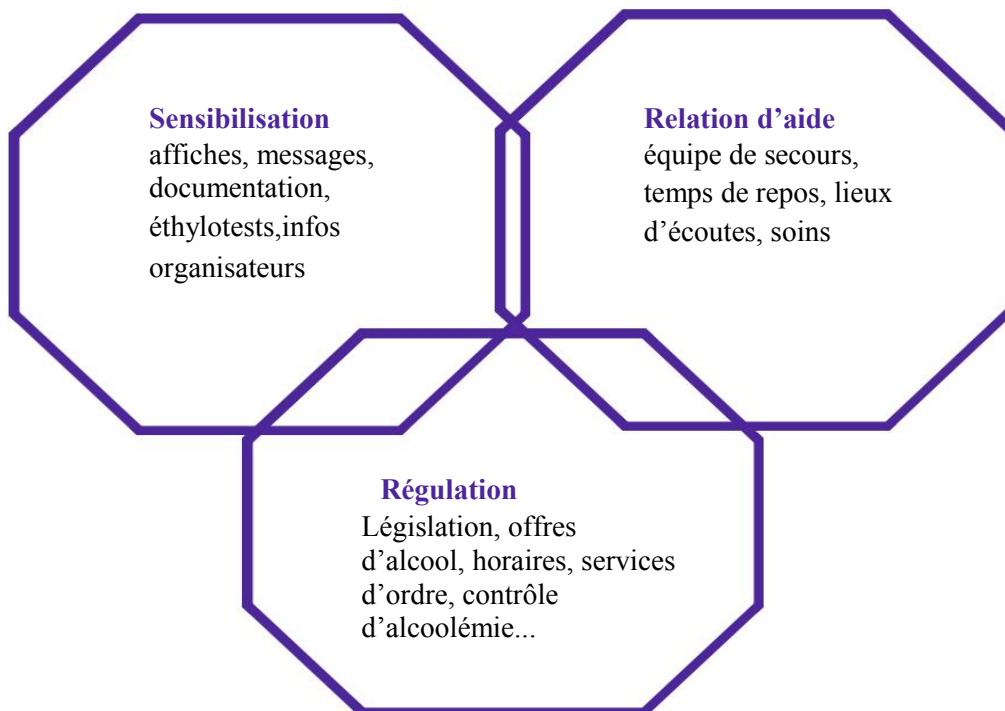 Sensibilisation
affiches, messages,
documentation,
éthylotests,infos
organisateurs
Relation d’aide
équipe de secours,
temps de repos, lieux
d’écoutes, soins
Régulation
Législation, offres
d’alcool, horaires, services
d’ordre, contrôle
d’alcoolémie...